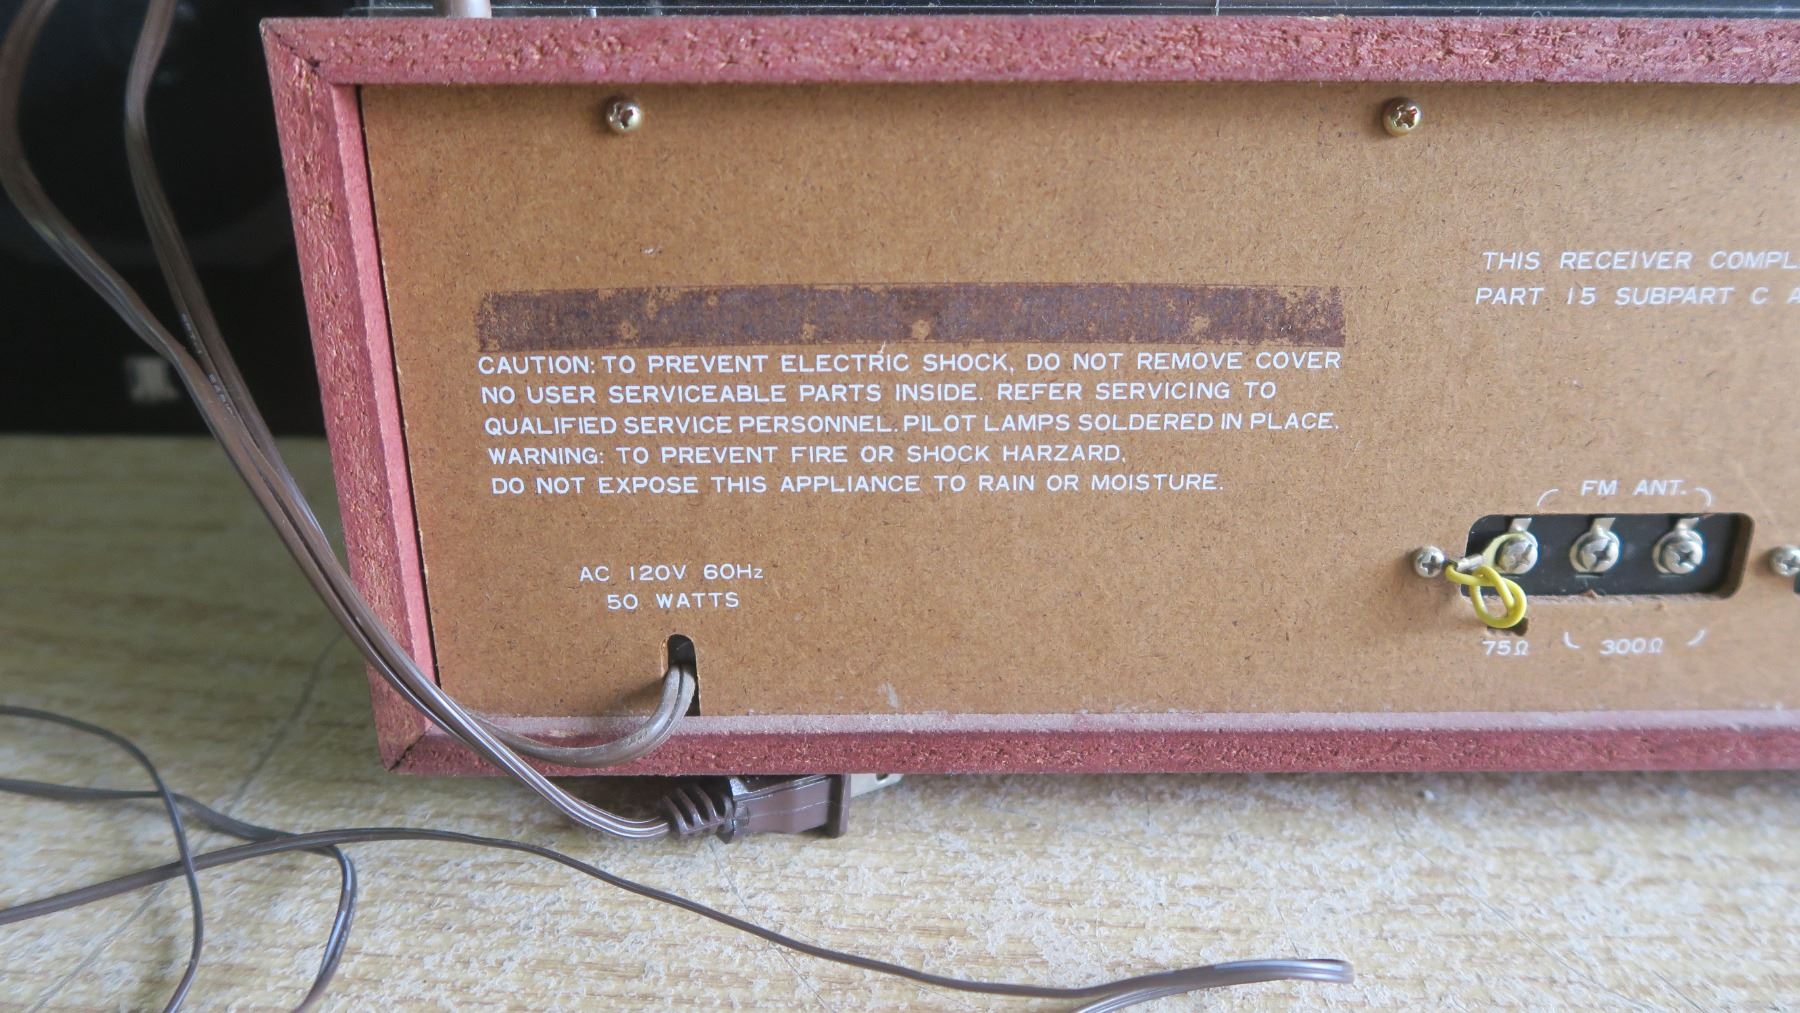 CAUTION: TO PREVENT ELECTRIC SHOCK, DO NOT REMOVE COVER
NO USER SERVICEABLE PARTS INSIDE. REFER SERVICING TO
QUALIFIED SERVICE PERSONNEL. PILOT LAMPS SOLDERED IN PLACE.
WARNING: TO PREVENT FIRE OR SHOCK HARZARD,
DO NOT EXPOSE THIS APPLIANCE TO RAIN OR MOISTURE.
AC 120V 60Hz
50 WATTS
THIS RECEIVER COMPL
PART 15 SUBPART C A
FM ANT.
75Ω
300Ω